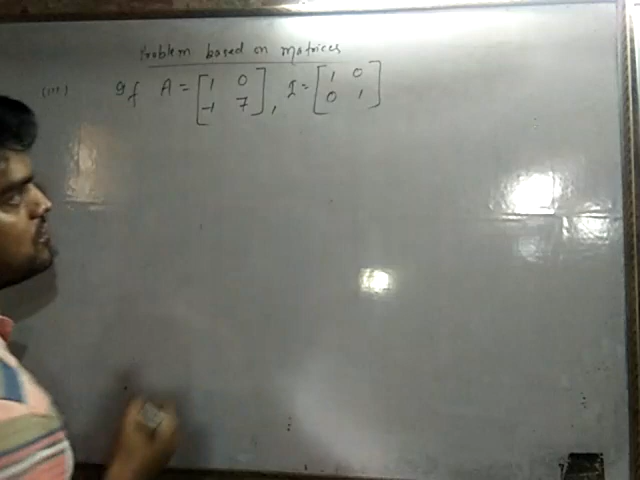 Problem based on matrices
(iii) If A = [1 0
-1 7], I = [1 0
0 1]